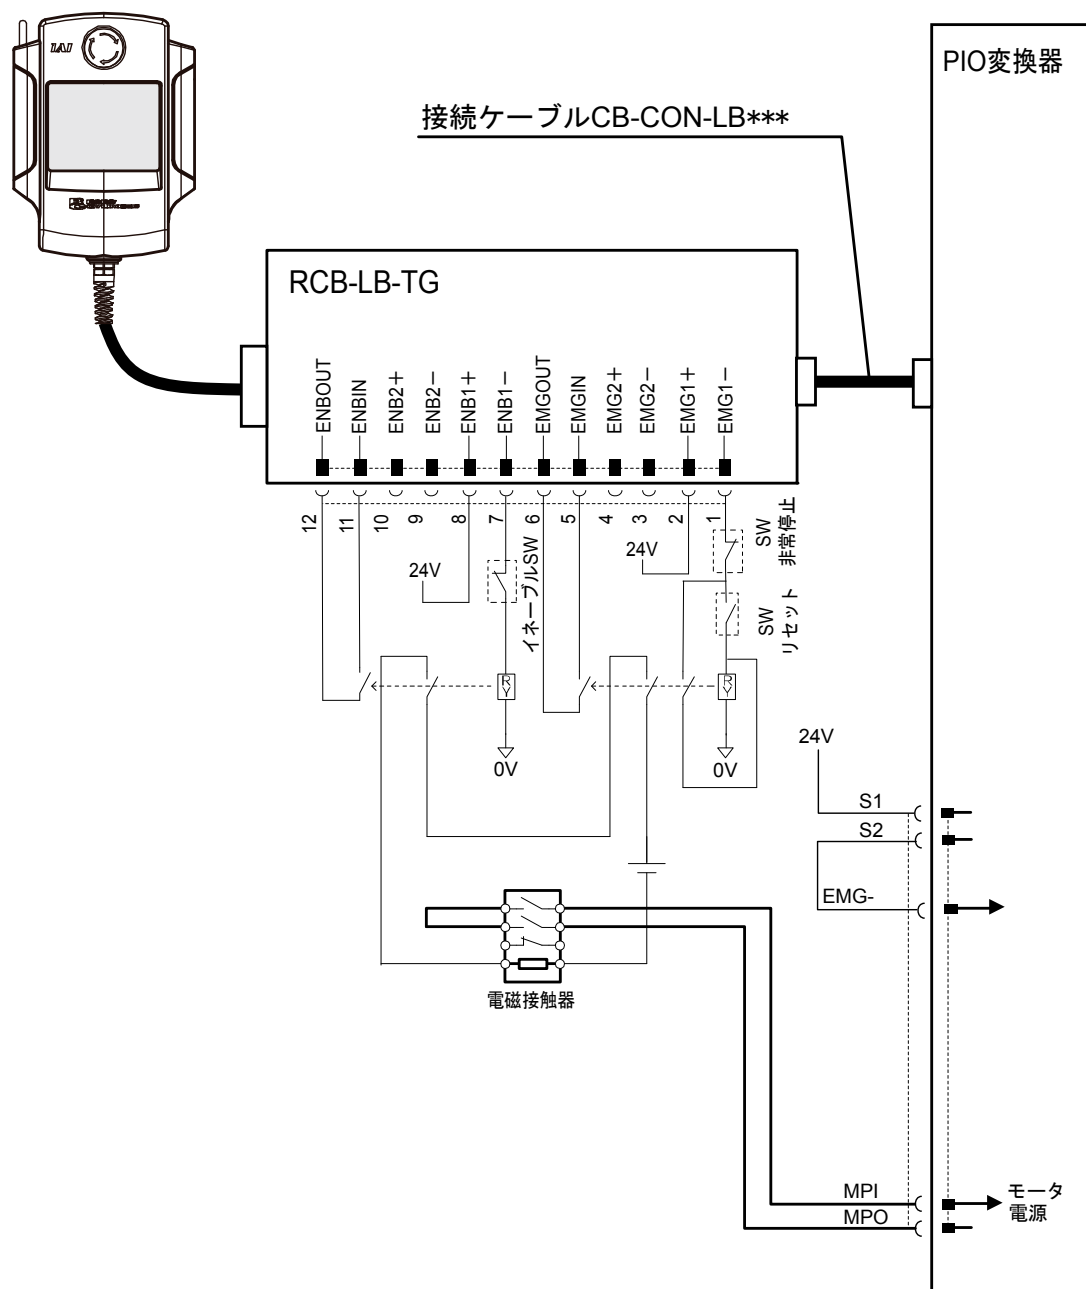 IAI
PIO変換器
接続ケーブルCB-CON-LB***
RCB-LB-TG
ENBOUT
ENBIN
ENB2+
ENB2−
ENB1+
ENB1−
EMGOUT
EMGIN
EMG2+
EMG2−
EMG1+
EMG1−
12
11
10
9
8
7
6
5
4
3
2
1
24V
イネーブルSW
24V
非常停止
SW
リセット
SW
RY
RY
0V
0V
24V
S1
S2
EMG-
電磁接触器
MPI
MPO
モータ
電源